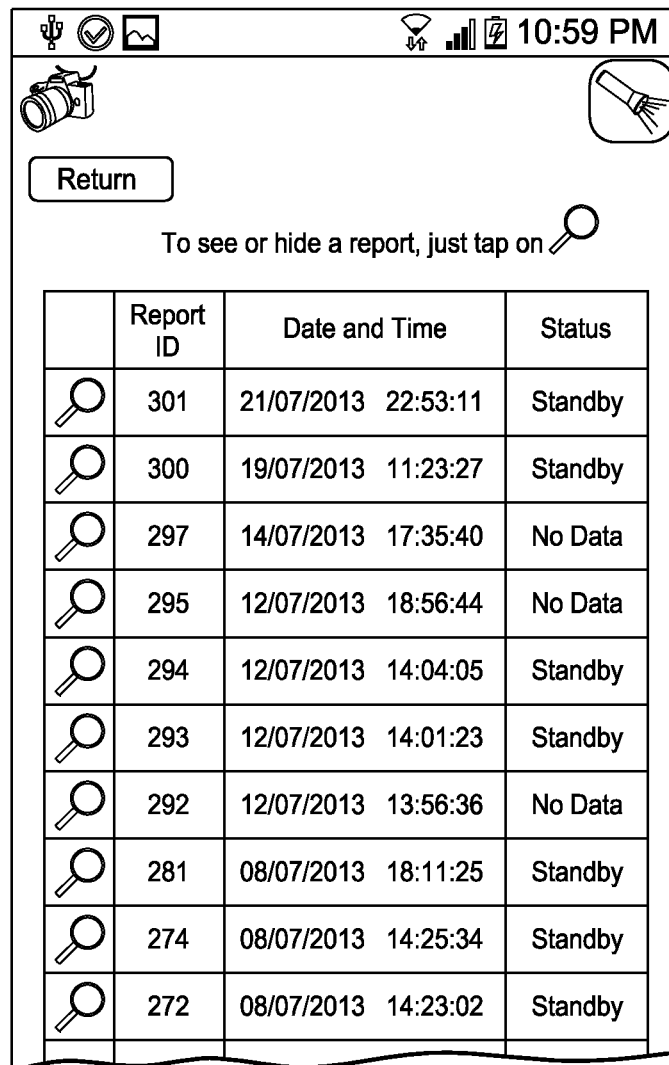 10:59 PM
Return
To see or hide a report, just tap on
Report ID Date and Time Status
301 21/07/2013 22:53:11 Standby
300 19/07/2013 11:23:27 Standby
297 14/07/2013 17:35:40 No Data
295 12/07/2013 18:56:44 No Data
294 12/07/2013 14:04:05 Standby
293 12/07/2013 14:01:23 Standby
292 12/07/2013 13:56:36 No Data
281 08/07/2013 18:11:25 Standby
274 08/07/2013 14:25:34 Standby
272 08/07/2013 14:23:02 Standby